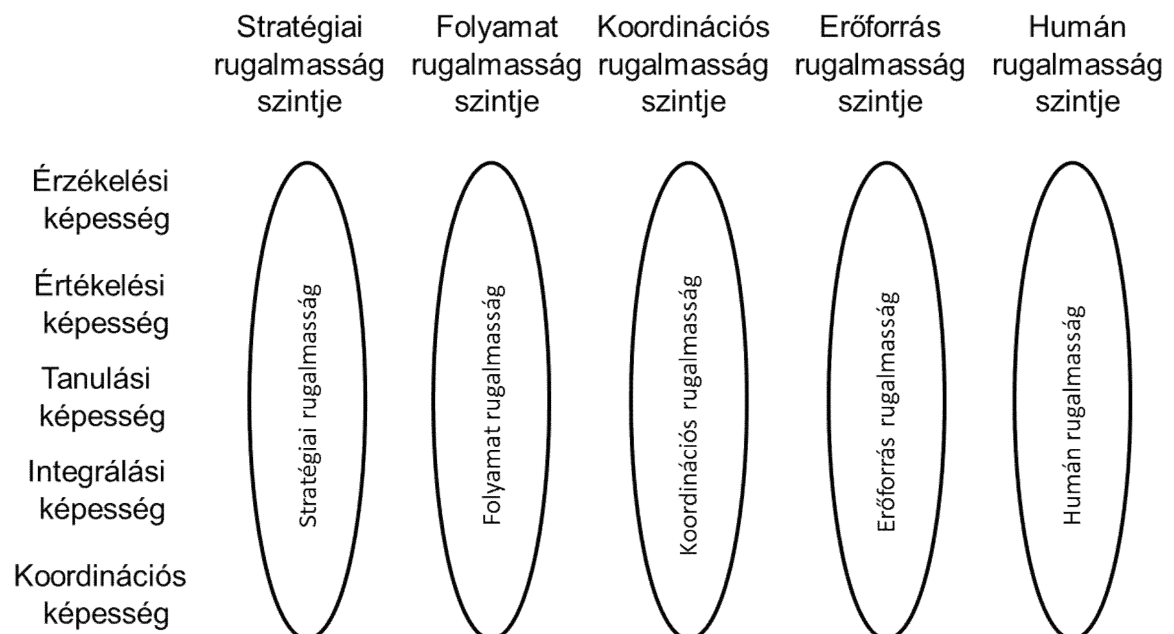 Stratégiai
rugalmasság
szintje
Folyamat
rugalmasság
szintje
Koordinációs
rugalmasság
szintje
Erőforrás
rugalmasság
szintje
Humán
rugalmasság
szintje
Érzékelési
képesség
Értékelési
képesség
Tanulási
képesség
Integrálási
képesség
Koordinációs
képesség
Stratégiai rugalmasság
Folyamat rugalmasság
Koordinációs rugalmasság
Erőforrás rugalmasság
Humán rugalmasság